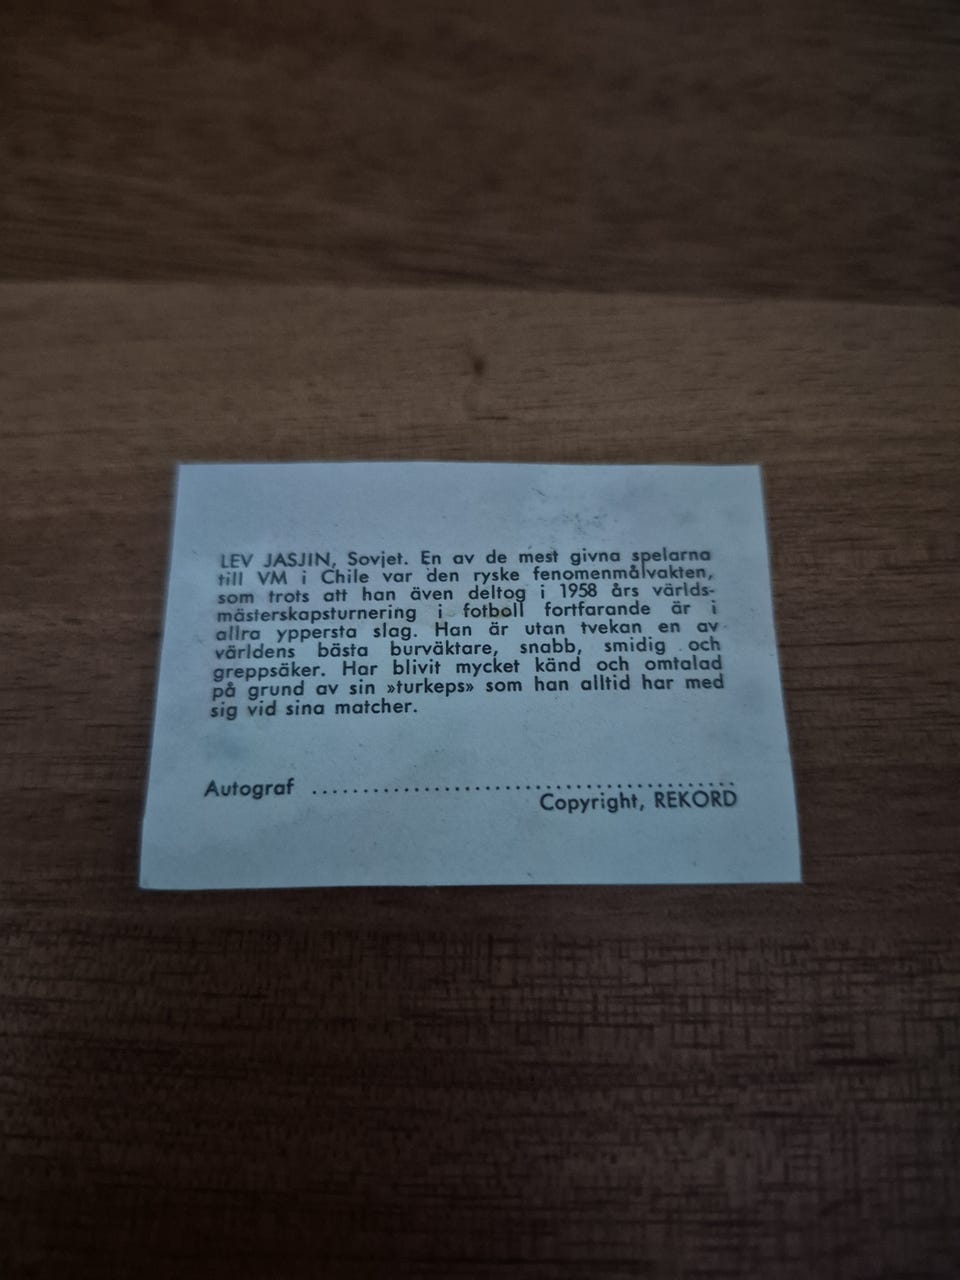 LEV JASJIN, Sovjet. En av de mest givna spelarna
till VM i Chile var den ryske fenomenmålvakten,
som trots att han även deltog i 1958 års världs-
mästerskapsturnering i fotboll fortfarande är i
allra yppersta slag. Han är utan tvekan en av
världens bästa burväktare, snabb, smidig och
greppsäker. Har blivit mycket känd och omtalad
på grund av sin »turkeps» som han alltid har med
sig vid sina matcher.
Autograf ........................................
Copyright, REKORD